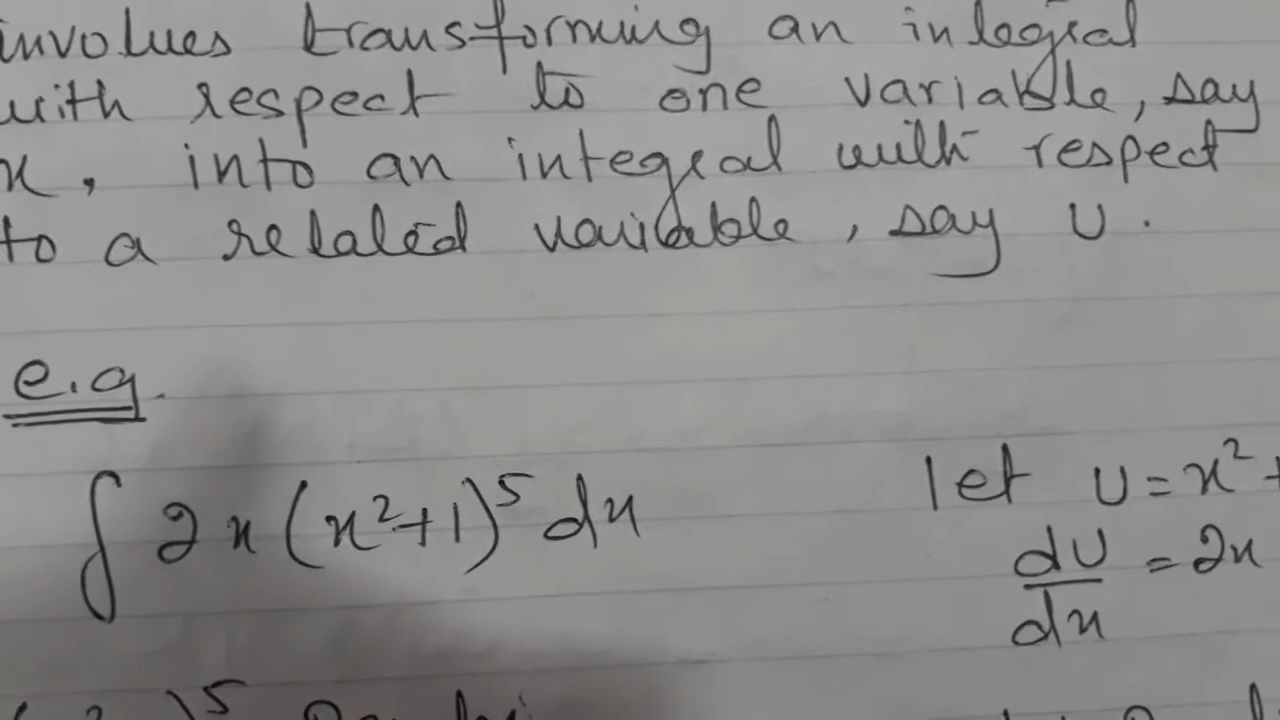 involves transforming an integral
with respect to one variable, say
x, into an integral with respect
to a related variable, say u.
e.g.
∫ 2x (x²+1)⁵ dx let u = x² +
du/dx = 2x